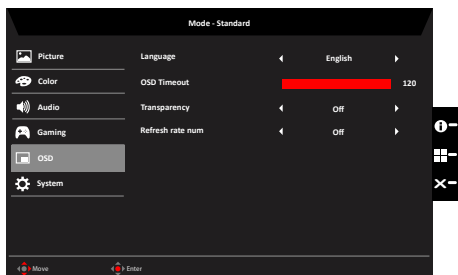 Mode - Standard
Picture
Language
English
Color
OSD Timeout
120
Audio
Transparency
Off
Gaming
Refresh rate num
Off
OSD
System
Move
Enter